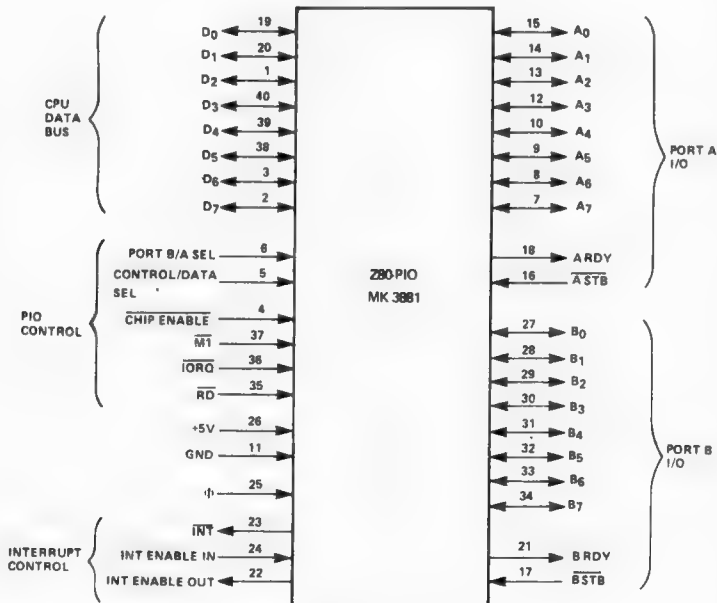 CPU
DATA
BUS
D0 19
D1 20
D2 1
D3 40
D4 39
D5 38
D6 3
D7 2
PIO
CONTROL
PORT B/A SEL 6
CONTROL/DATA
SEL 5
CHIP ENABLE 4
M1 37
IORQ 36
RD 35
+5V 26
GND 11
Φ 25
INTERRUPT
CONTROL
INT 23
INT ENABLE IN 24
INT ENABLE OUT 22
Z80-PIO
MK 3881
15 A0
14 A1
13 A2
12 A3
10 A4
9 A5
8 A6
7 A7
18 ARDY
16 ASTB
PORT A
I/O
27 B0
28 B1
29 B2
30 B3
31 B4
32 B5
33 B6
34 B7
21 BRDY
17 BSTB
PORT B
I/O